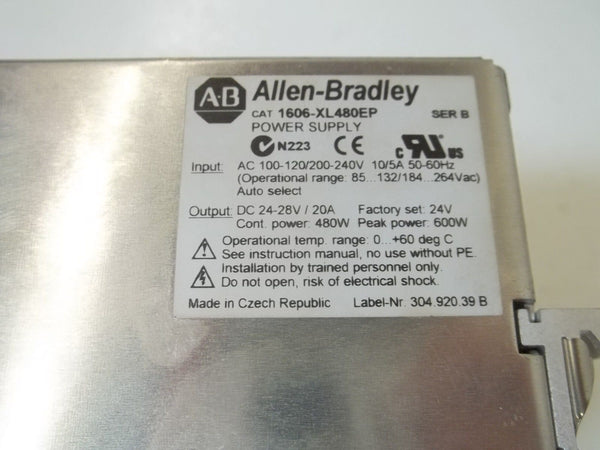 A·B Allen-Bradley
CAT 1606-XL480EP SER B
POWER SUPPLY
N223 CE C UR US
Input: AC 100-120/200-240V 10/5A 50-60Hz
(Operational range: 85...132/184...264Vac)
Auto select
Output: DC 24-28V / 20A Factory set: 24V
Cont. power: 480W Peak power: 600W
Operational temp. range: 0...+60 deg C
See instruction manual, no use without PE.
Installation by trained personnel only.
Do not open, risk of electrical shock.
Made in Czech Republic Label-Nr. 304.920.39 B